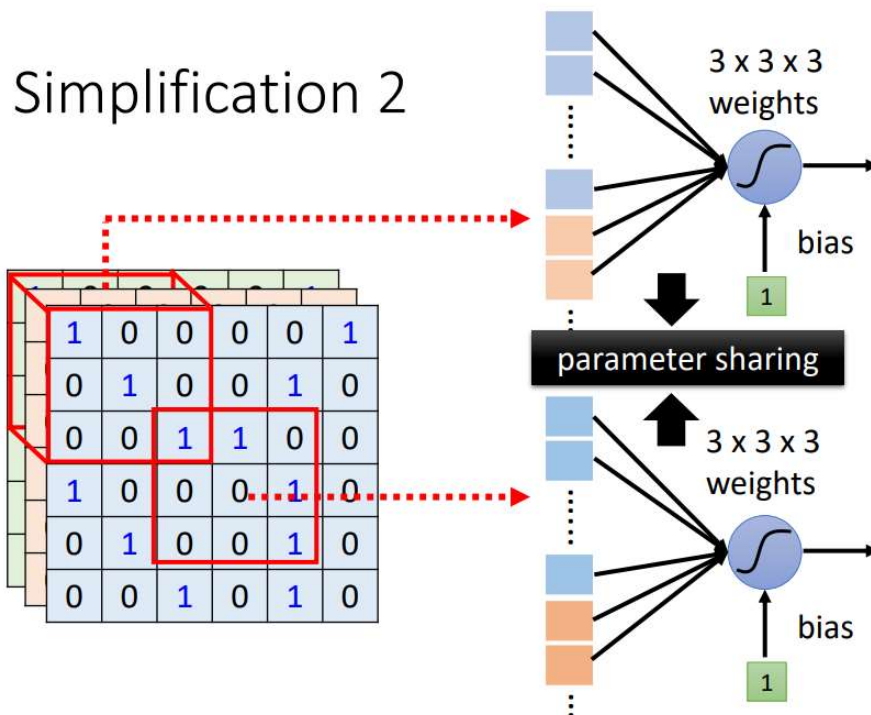 Simplification 2
3 x 3 x 3
weights
bias
1
parameter sharing
1 0 0 0 0 1
0 1 0 0 1 0
0 0 1 1 0 0
1 0 0 0 1 0
0 1 0 0 1 0
0 0 1 0 1 0
3 x 3 x 3
weights
bias
1